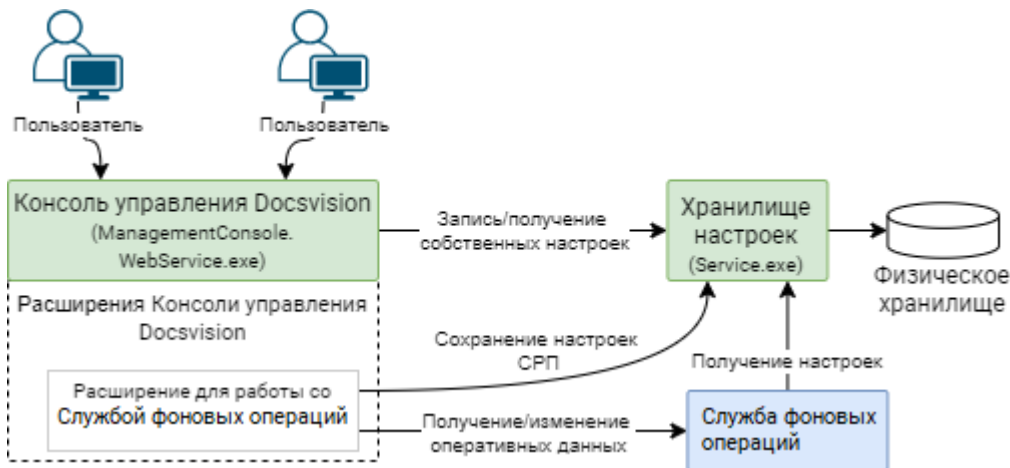 Пользователь
Пользователь
Консоль управления Docsvision
(ManagementConsole.
WebService.exe)
Запись/получение
собственных настроек
Хранилище
настроек
(Service.exe)
Физическое
хранилище
Расширения Консоли управления
Docsvision
Сохранение настроек
СРП
Получение настроек
Расширение для работы со
Службой фоновых операций
Получение/изменение
оперативных данных
Служба фоновых
операций